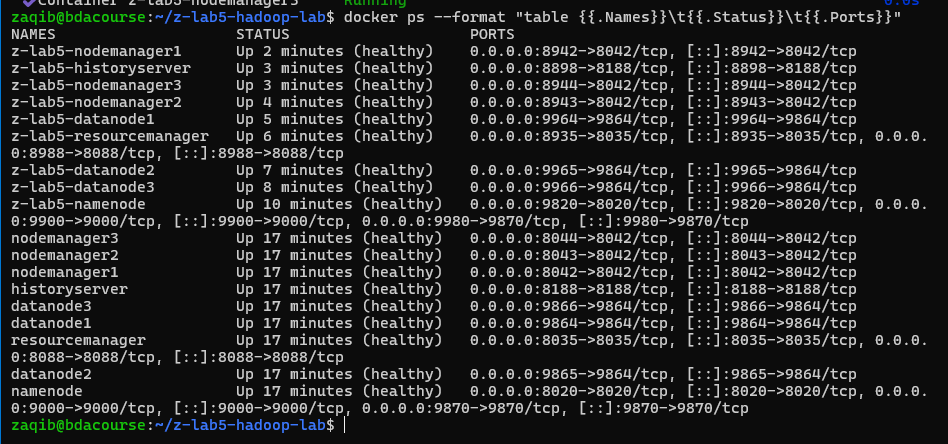 ✔Container z-lab5-nodemanager3 Running 0.0s
zaqib@bdacourse:~/z-lab5-hadoop-lab$ docker ps --format "table {{.Names}}\t{{.Status}}\t{{.Ports}}"
NAMES STATUS PORTS
z-lab5-nodemanager1 Up 2 minutes (healthy) 0.0.0.0:8942->8042/tcp, [::]:8942->8042/tcp
z-lab5-historyserver Up 3 minutes (healthy) 0.0.0.0:8898->8188/tcp, [::]:8898->8188/tcp
z-lab5-nodemanager3 Up 3 minutes (healthy) 0.0.0.0:8944->8042/tcp, [::]:8944->8042/tcp
z-lab5-nodemanager2 Up 4 minutes (healthy) 0.0.0.0:8943->8042/tcp, [::]:8943->8042/tcp
z-lab5-datanode1 Up 5 minutes (healthy) 0.0.0.0:9964->9864/tcp, [::]:9964->9864/tcp
z-lab5-resourcemanager Up 6 minutes (healthy) 0.0.0.0:8935->8035/tcp, [::]:8935->8035/tcp, 0.0.0.
0:8988->8088/tcp, [::]:8988->8088/tcp
z-lab5-datanode2 Up 7 minutes (healthy) 0.0.0.0:9965->9864/tcp, [::]:9965->9864/tcp
z-lab5-datanode3 Up 8 minutes (healthy) 0.0.0.0:9966->9864/tcp, [::]:9966->9864/tcp
z-lab5-namenode Up 10 minutes (healthy) 0.0.0.0:9820->8020/tcp, [::]:9820->8020/tcp, 0.0.0.
0:9900->9000/tcp, [::]:9900->9000/tcp, 0.0.0.0:9980->9870/tcp, [::]:9980->9870/tcp
nodemanager3 Up 17 minutes (healthy) 0.0.0.0:8044->8042/tcp, [::]:8044->8042/tcp
nodemanager2 Up 17 minutes (healthy) 0.0.0.0:8043->8042/tcp, [::]:8043->8042/tcp
nodemanager1 Up 17 minutes (healthy) 0.0.0.0:8042->8042/tcp, [::]:8042->8042/tcp
historyserver Up 17 minutes (healthy) 0.0.0.0:8188->8188/tcp, [::]:8188->8188/tcp
datanode3 Up 17 minutes (healthy) 0.0.0.0:9866->9864/tcp, [::]:9866->9864/tcp
datanode1 Up 17 minutes (healthy) 0.0.0.0:9864->9864/tcp, [::]:9864->9864/tcp
resourcemanager Up 17 minutes (healthy) 0.0.0.0:8035->8035/tcp, [::]:8035->8035/tcp, 0.0.0.
0:8088->8088/tcp, [::]:8088->8088/tcp
datanode2 Up 17 minutes (healthy) 0.0.0.0:9865->9864/tcp, [::]:9865->9864/tcp
namenode Up 17 minutes (healthy) 0.0.0.0:8020->8020/tcp, [::]:8020->8020/tcp, 0.0.0.
0:9000->9000/tcp, [::]:9000->9000/tcp, 0.0.0.0:9870->9870/tcp, [::]:9870->9870/tcp
zaqib@bdacourse:~/z-lab5-hadoop-lab$